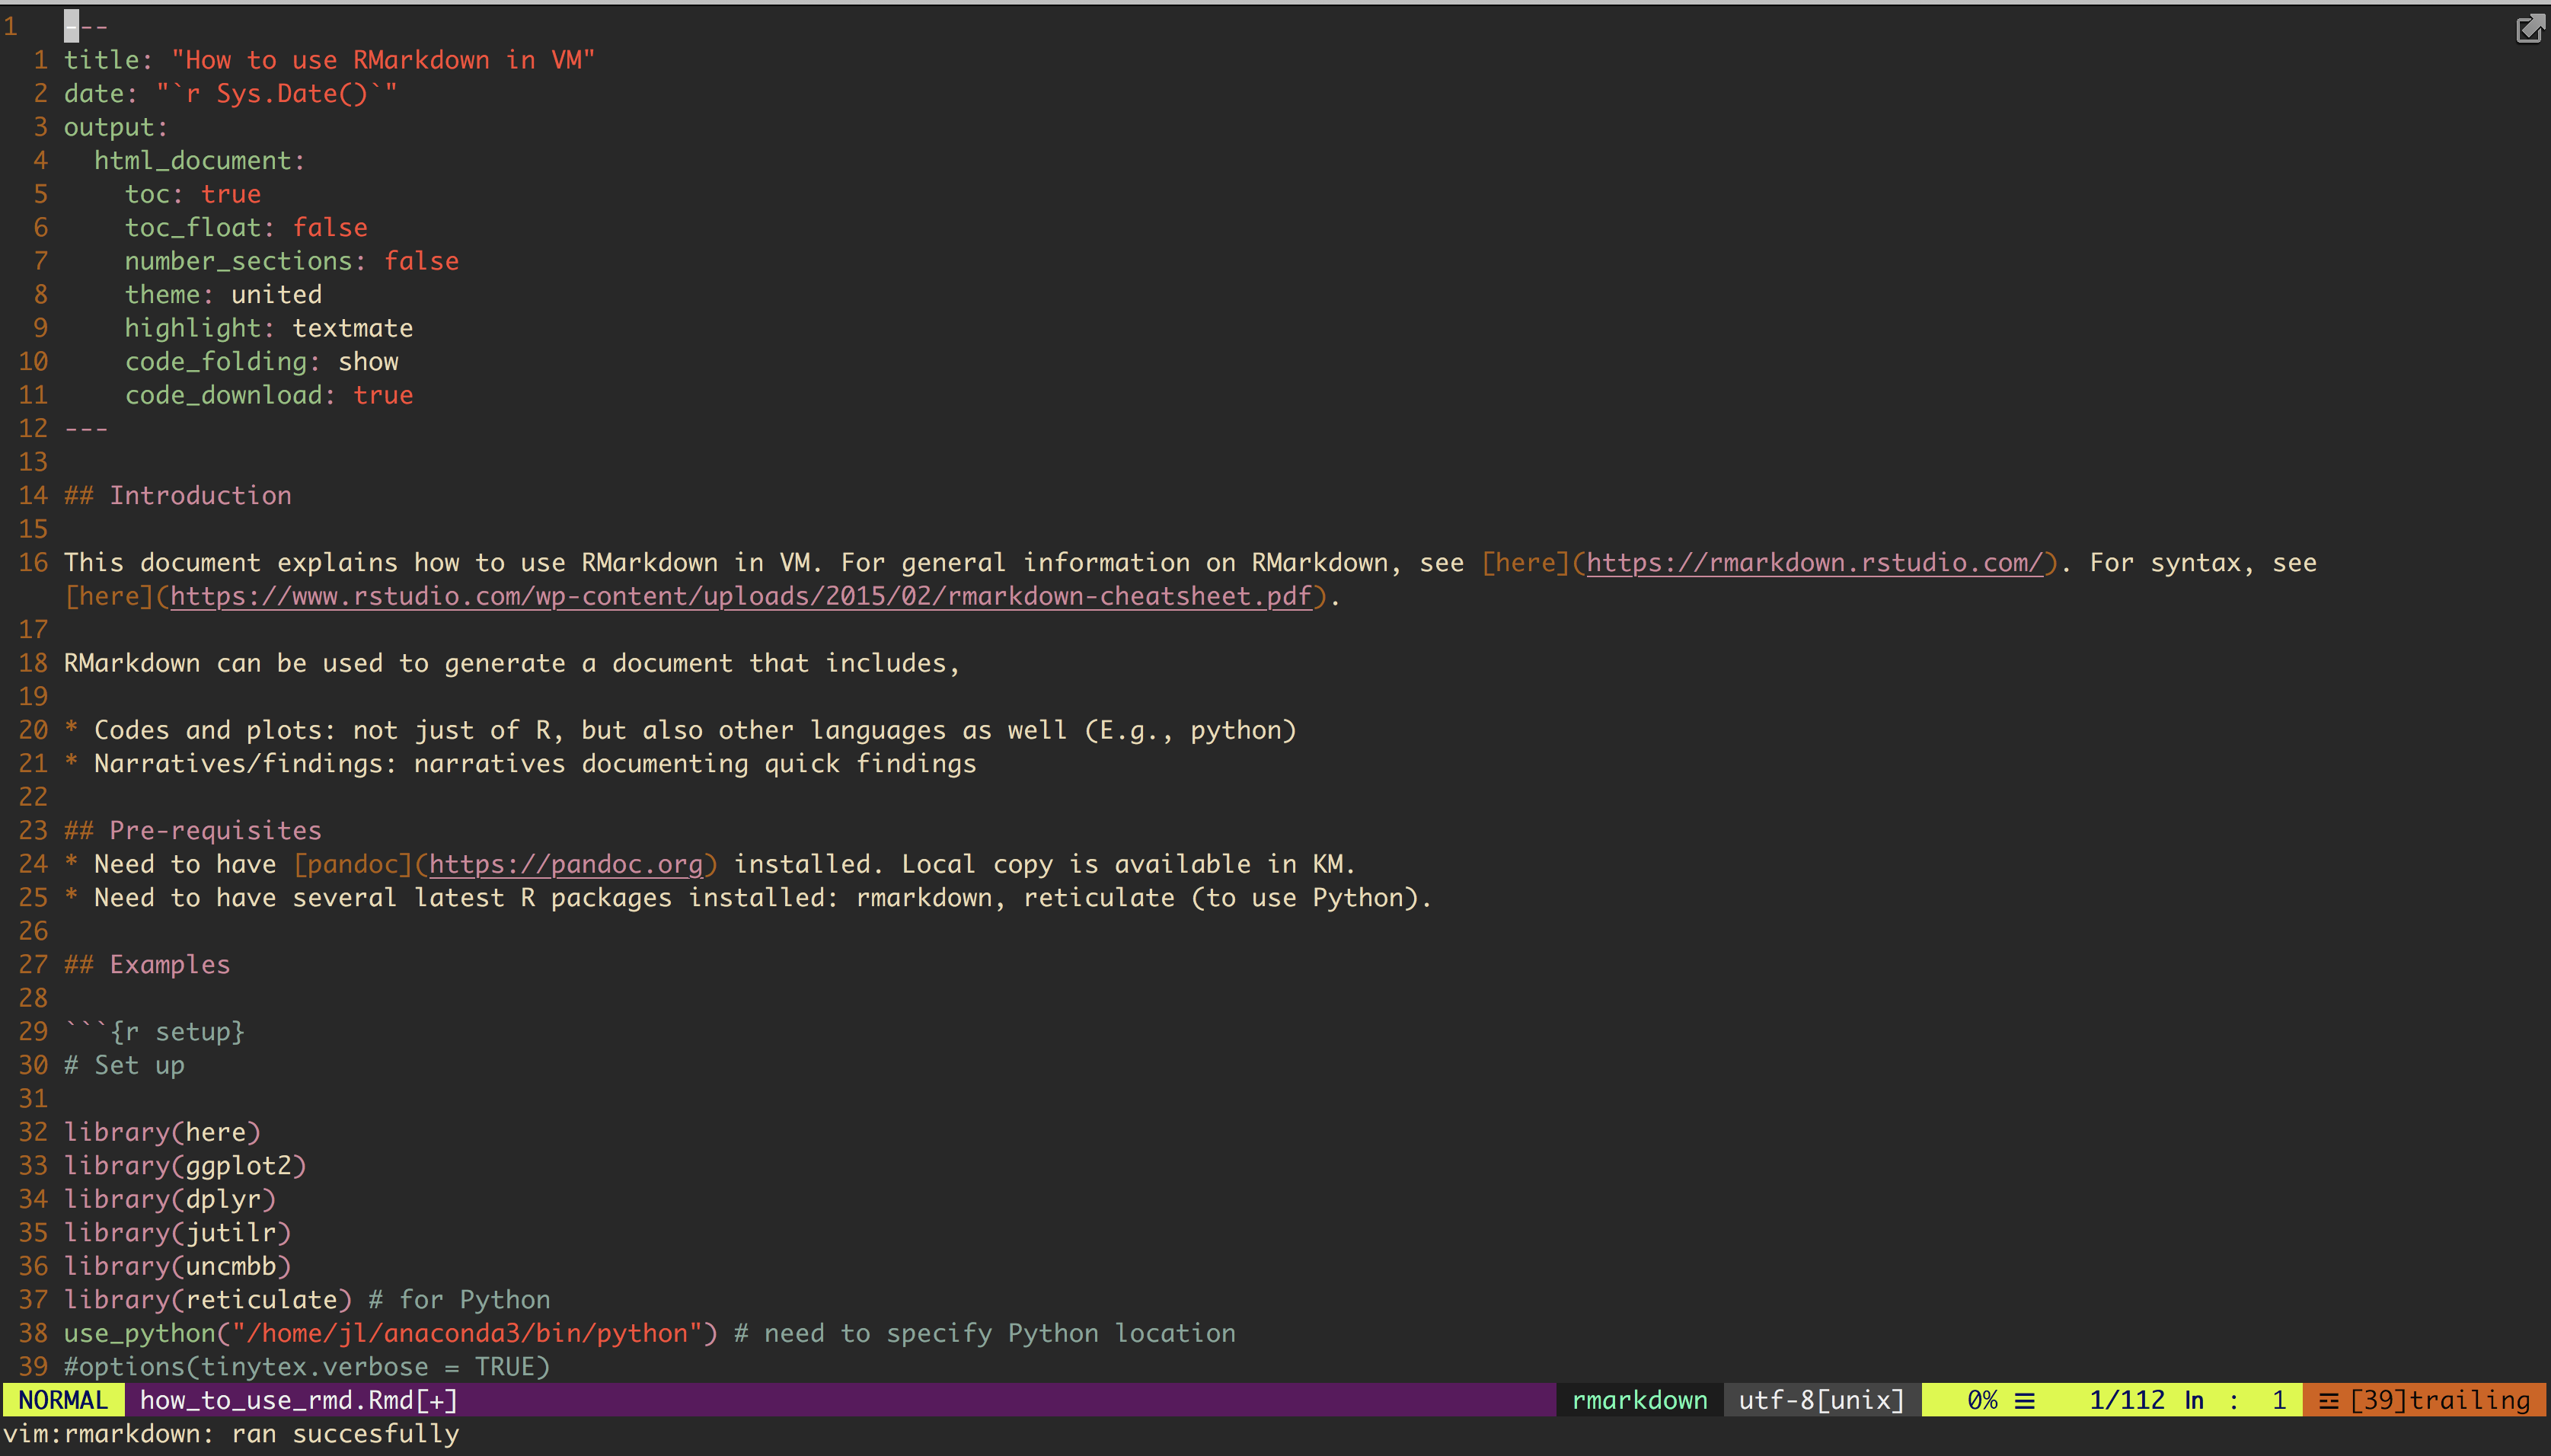 1   ---
  1 title: "How to use RMarkdown in VM"
  2 date: "`r Sys.Date()`"
  3 output:
  4   html_document:
  5     toc: true
  6     toc_float: false
  7     number_sections: false
  8     theme: united
  9     highlight: textmate
 10     code_folding: show
 11     code_download: true
 12 ---
 13
 14 ## Introduction
 15
 16 This document explains how to use RMarkdown in VM. For general information on RMarkdown, see [here](https://rmarkdown.rstudio.com/). For syntax, see
    [here](https://www.rstudio.com/wp-content/uploads/2015/02/rmarkdown-cheatsheet.pdf).
 17
 18 RMarkdown can be used to generate a document that includes,
 19
 20 * Codes and plots: not just of R, but also other languages as well (E.g., python)
 21 * Narratives/findings: narratives documenting quick findings
 22
 23 ## Pre-requisites
 24 * Need to have [pandoc](https://pandoc.org) installed. Local copy is available in KM.
 25 * Need to have several latest R packages installed: rmarkdown, reticulate (to use Python).
 26
 27 ## Examples
 28
 29 ```{r setup}
 30 # Set up
 31
 32 library(here)
 33 library(ggplot2)
 34 library(dplyr)
 35 library(jutilr)
 36 library(uncmbb)
 37 library(reticulate) # for Python
 38 use_python("/home/jl/anaconda3/bin/python") # need to specify Python location
 39 #options(tinytex.verbose = TRUE)
NORMAL how_to_use_rmd.Rmd[+] rmarkdown utf-8[unix] 0% ☰ 1/112 ln : 1 ☲ [39]trailing
vim:rmarkdown: ran succesfully